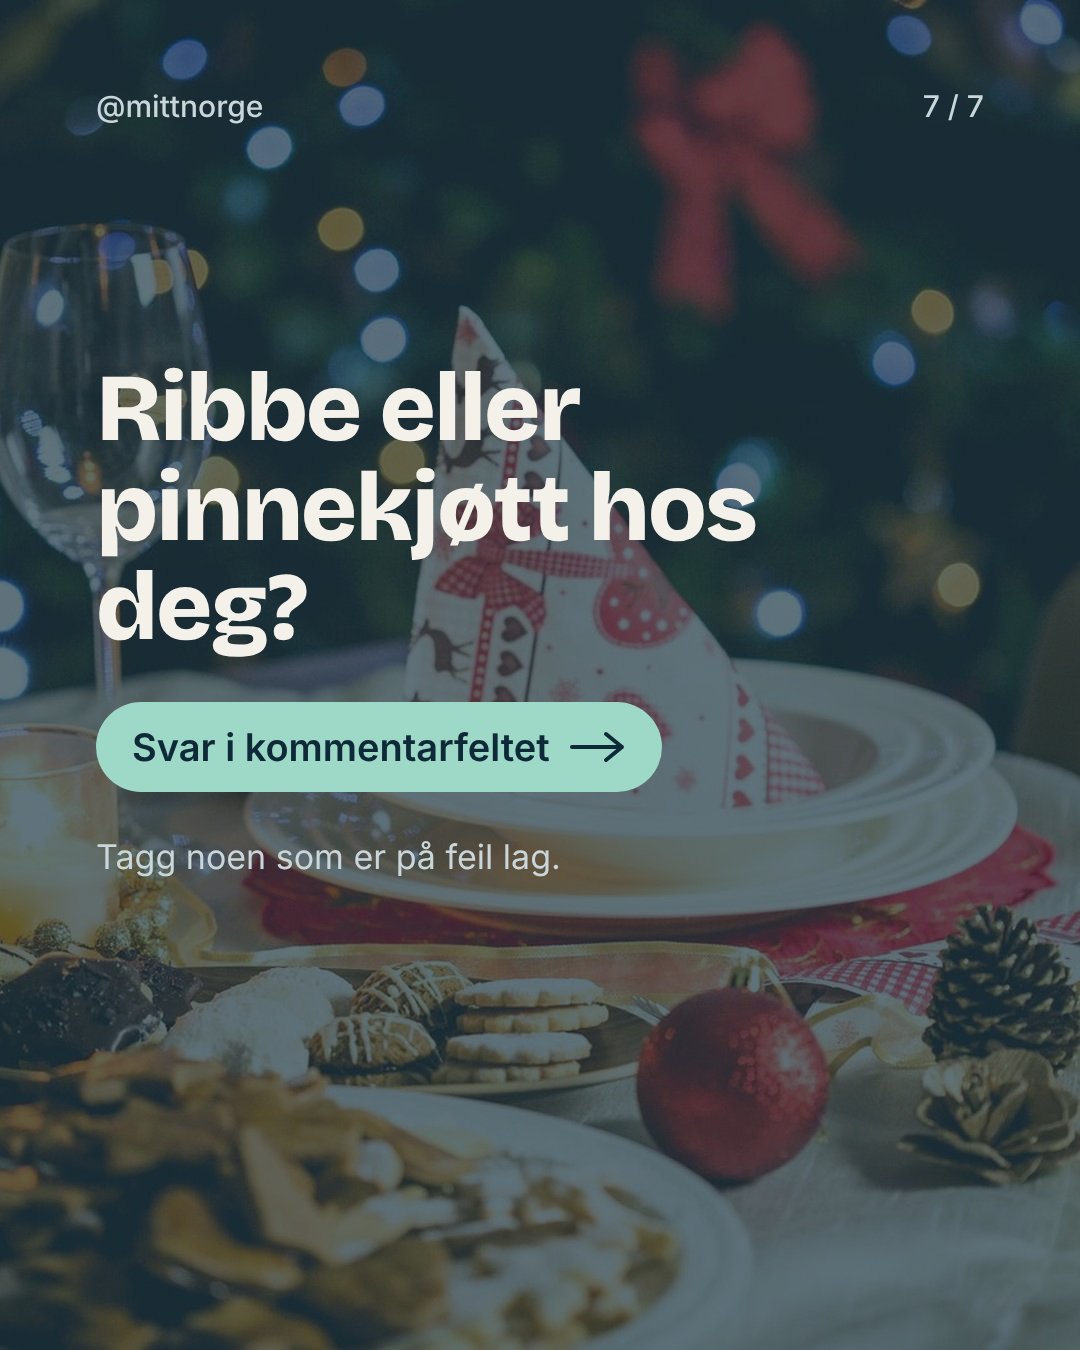 @mittnorge
7 / 7
Ribbe eller
pinnekjøtt hos
deg?
Svar i kommentarfeltet →
Tagg noen som er på feil lag.